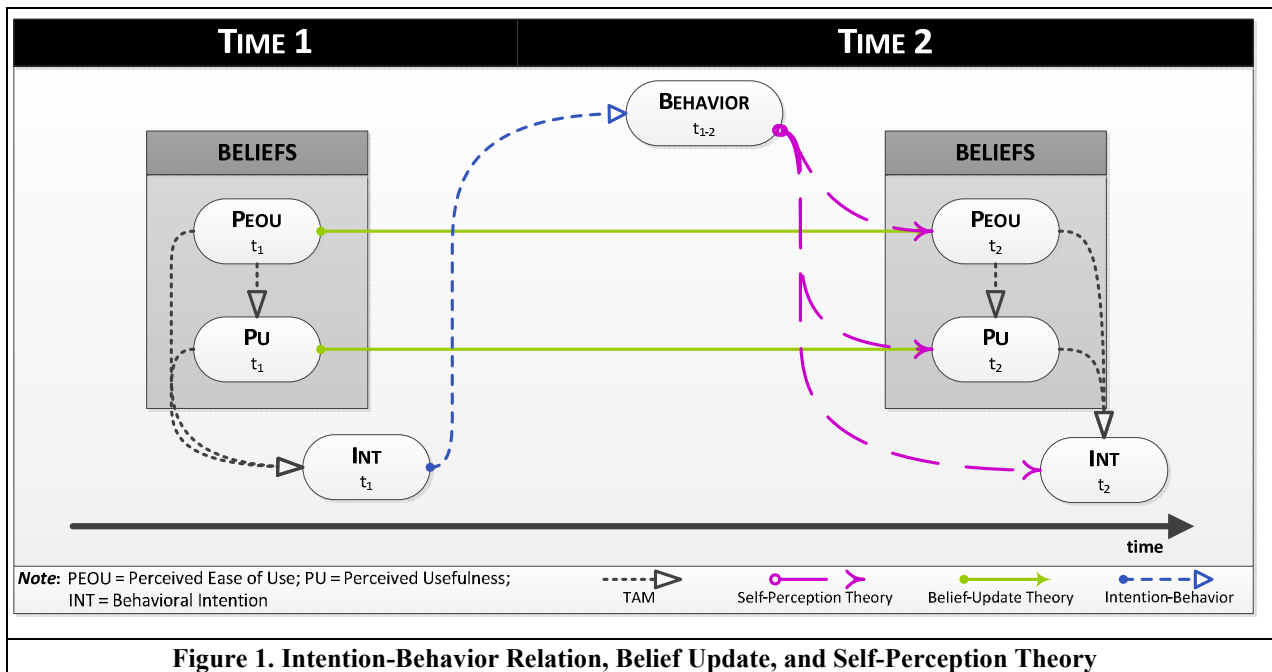 TIME 1
TIME 2
BEHAVIOR
t1-2
BELIEFS
BELIEFS
PEOU
t1
PEOU
t2
PU
t1
PU
t2
INT
t1
INT
t2
time
Note: PEOU = Perceived Ease of Use; PU = Perceived Usefulness;
INT = Behavioral Intention
TAM
Self-Perception Theory
Belief-Update Theory
Intention-Behavior
Figure 1. Intention-Behavior Relation, Belief Update, and Self-Perception Theory